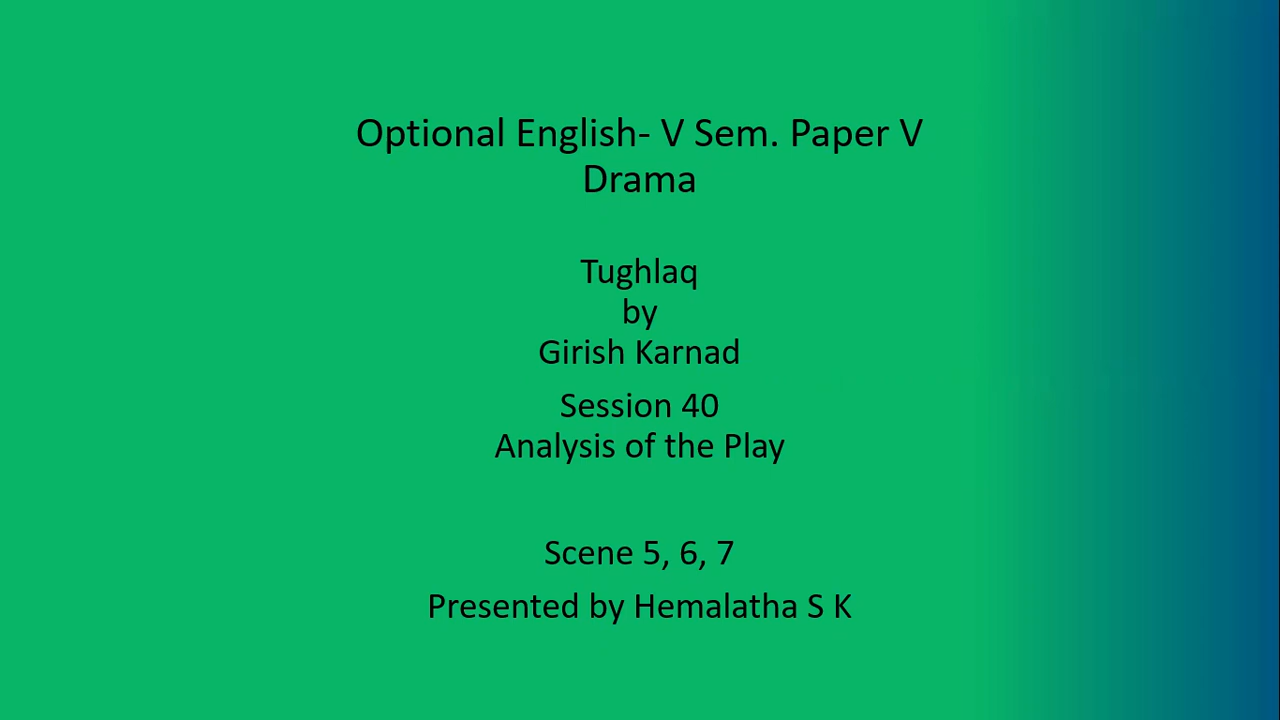 Optional English- V Sem. Paper V
Drama
Tughlaq
by
Girish Karnad
Session 40
Analysis of the Play
Scene 5, 6, 7
Presented by Hemalatha S K